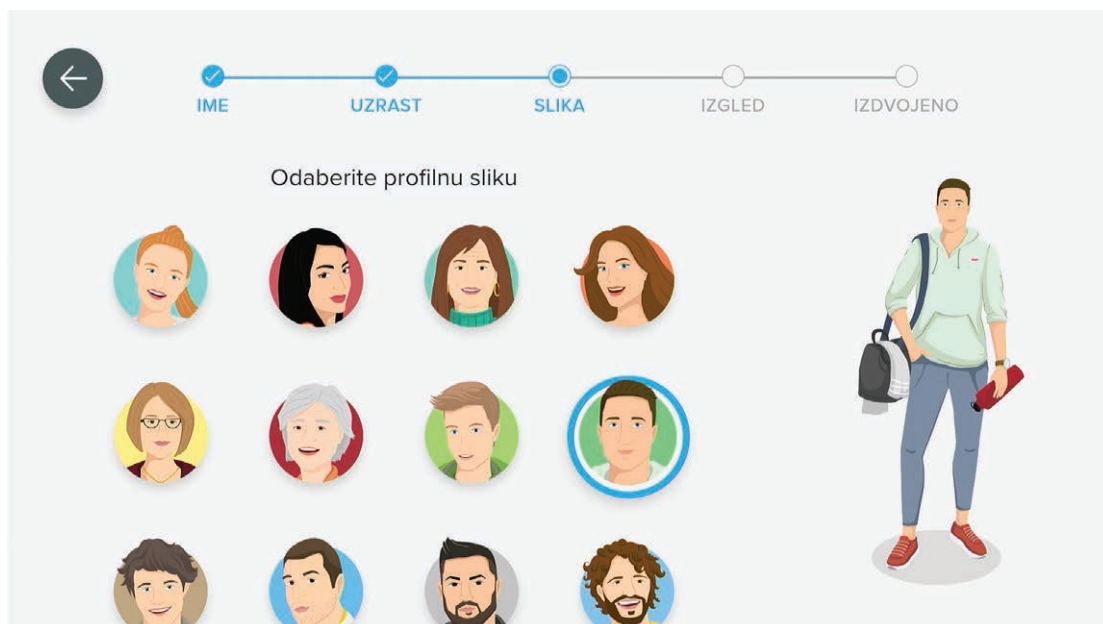 IME
UZRAST
SLIKA
IZGLED
IZDVOJENO
Odaberite profilnu sliku